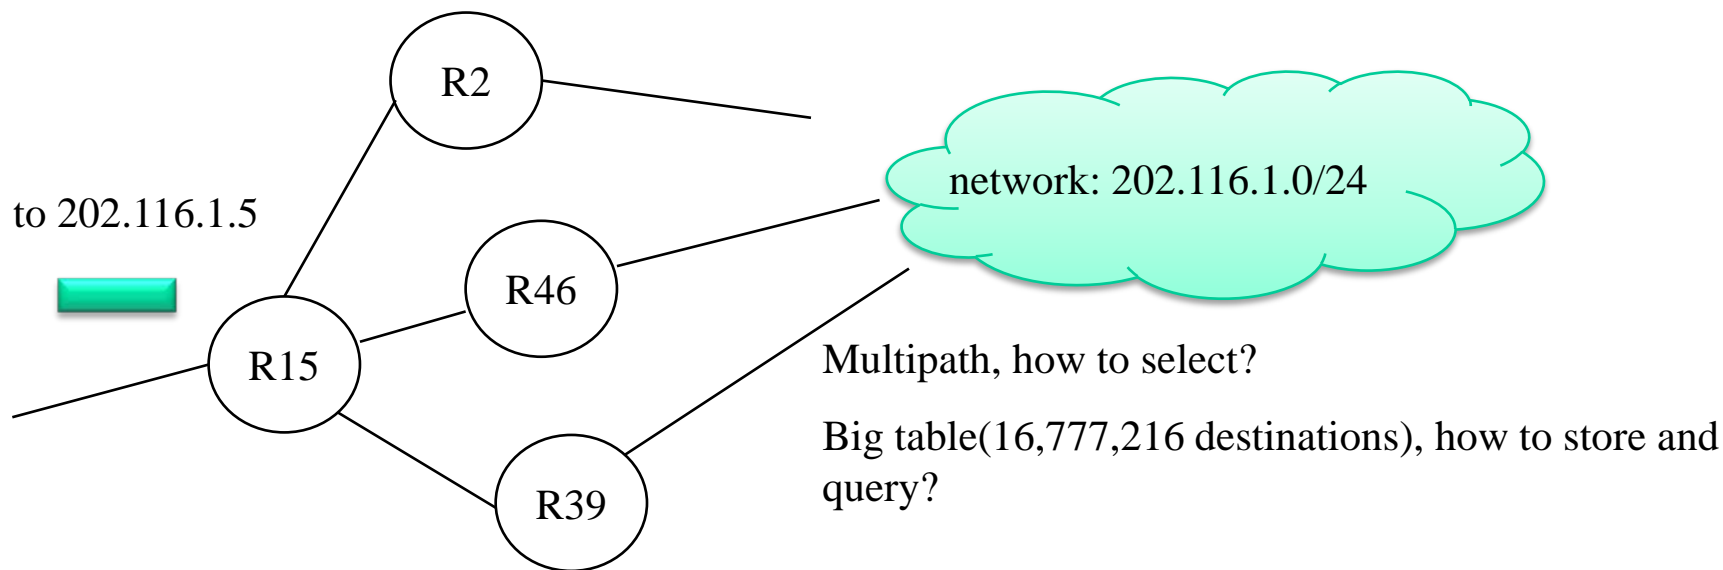 R2
network: 202.116.1.0/24
to 202.116.1.5
R46
R15
Multipath, how to select?
Big table(16,777,216 destinations), how to store and
query?
R39